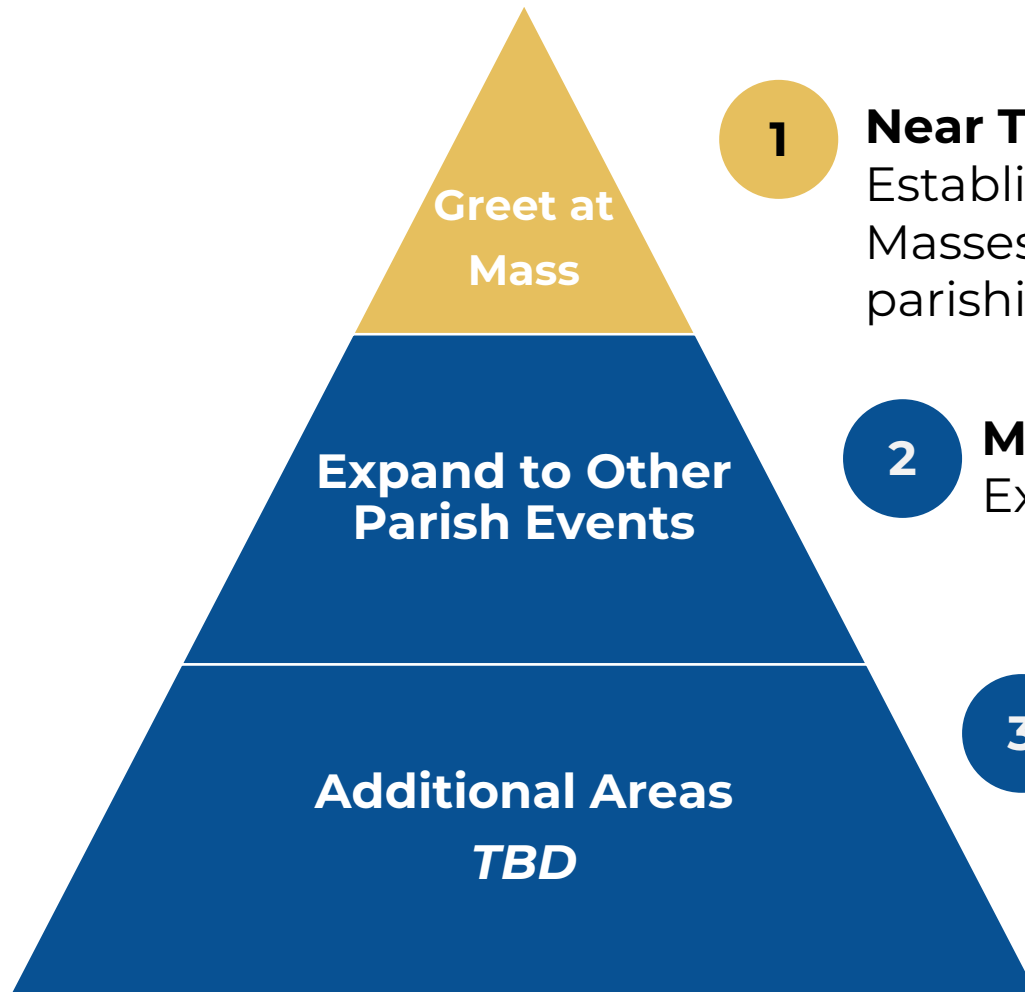 Greet at
Mass
1
Near T
Establi
Masses
parishi
Expand to Other
Parish Events
2
M
Ex
Additional Areas
TBD
3